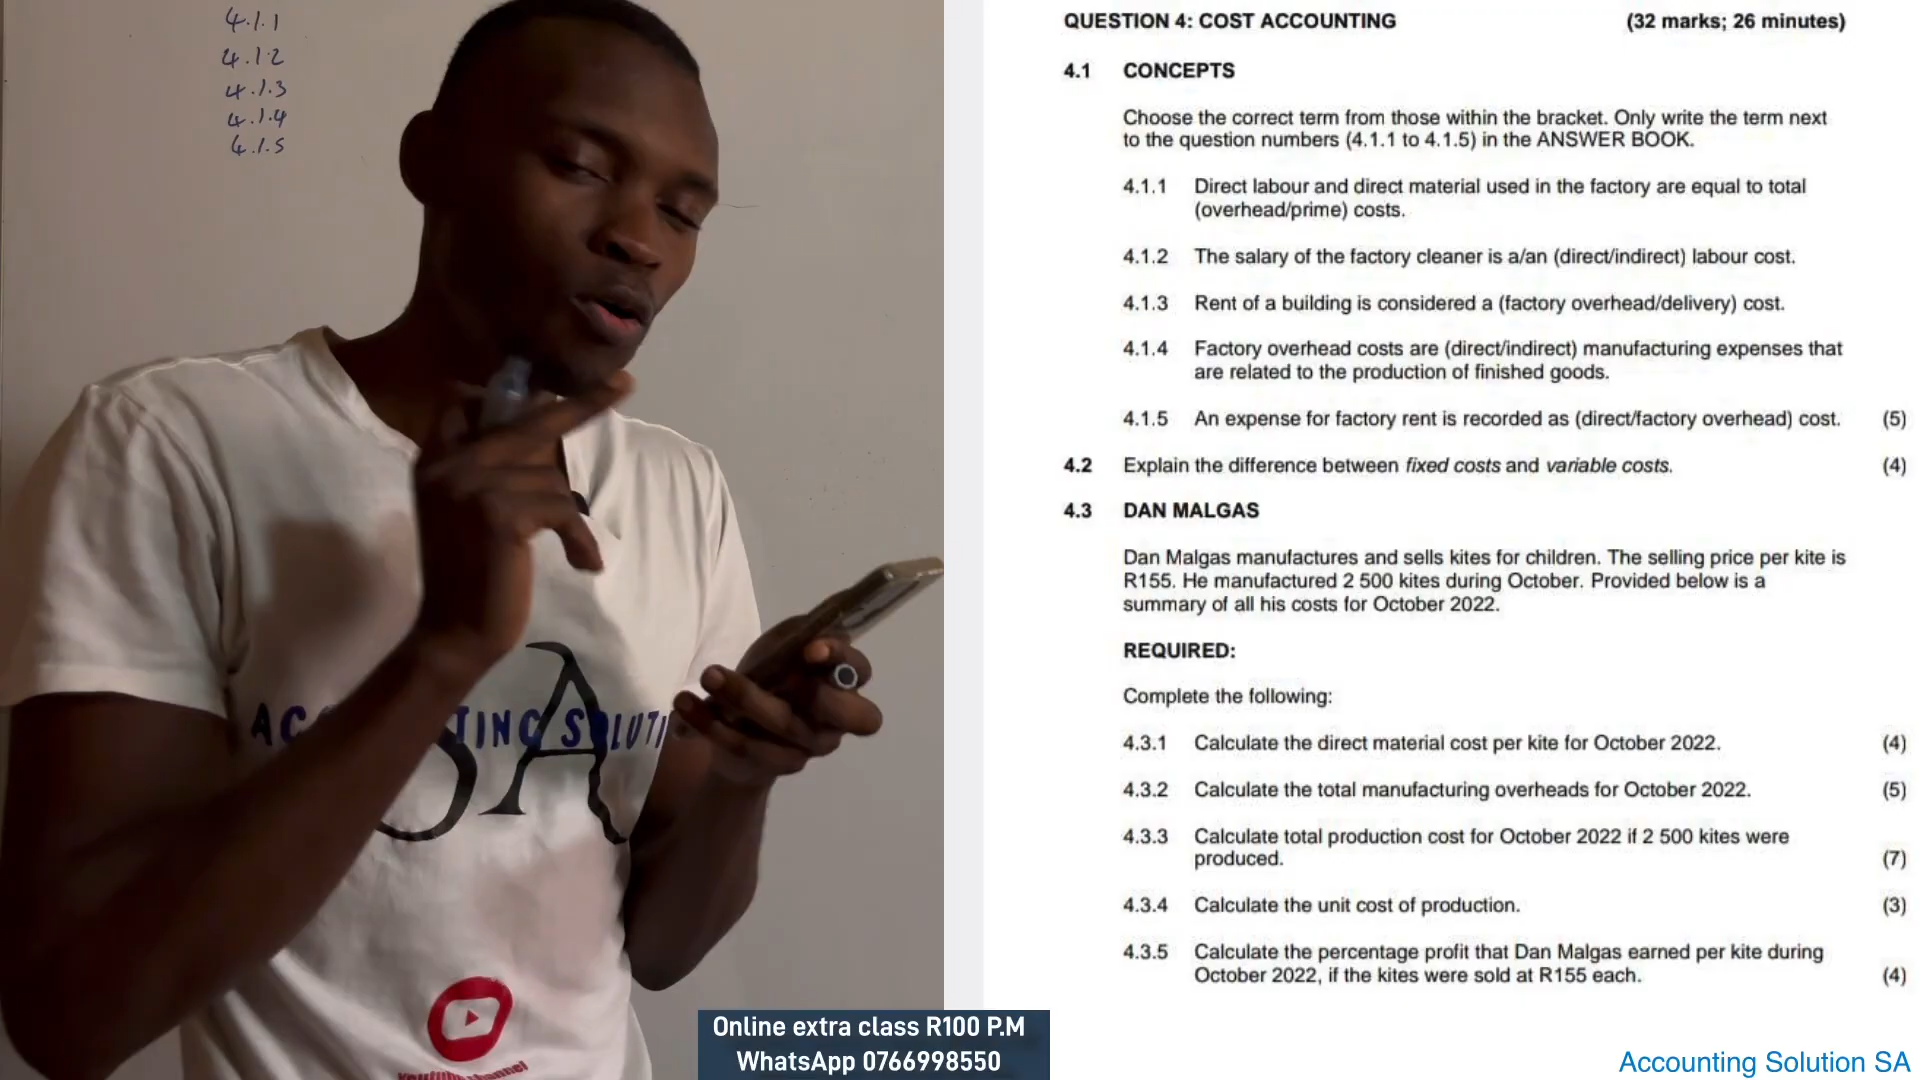 4.1.1
4.1.2
4.1.3
4.1.4
4.1.5
QUESTION 4: COST ACCOUNTING (32 marks; 26 minutes)
4.1 CONCEPTS
Choose the correct term from those within the bracket. Only write the term next
to the question numbers (4.1.1 to 4.1.5) in the ANSWER BOOK.
4.1.1 Direct labour and direct material used in the factory are equal to total
(overhead/prime) costs.
4.1.2 The salary of the factory cleaner is a/an (direct/indirect) labour cost.
4.1.3 Rent of a building is considered a (factory overhead/delivery) cost.
4.1.4 Factory overhead costs are (direct/indirect) manufacturing expenses that
are related to the production of finished goods.
4.1.5 An expense for factory rent is recorded as (direct/factory overhead) cost. (5)
4.2 Explain the difference between fixed costs and variable costs. (4)
4.3 DAN MALGAS
Dan Malgas manufactures and sells kites for children. The selling price per kite is
R155. He manufactured 2 500 kites during October. Provided below is a
summary of all his costs for October 2022.
REQUIRED:
Complete the following:
4.3.1 Calculate the direct material cost per kite for October 2022. (4)
4.3.2 Calculate the total manufacturing overheads for October 2022. (5)
4.3.3 Calculate total production cost for October 2022 if 2 500 kites were
produced. (7)
4.3.4 Calculate the unit cost of production. (3)
4.3.5 Calculate the percentage profit that Dan Malgas earned per kite during
October 2022, if the kites were sold at R155 each. (4)
Online extra class R100 P.M
WhatsApp 0766998550
Accounting Solution SA